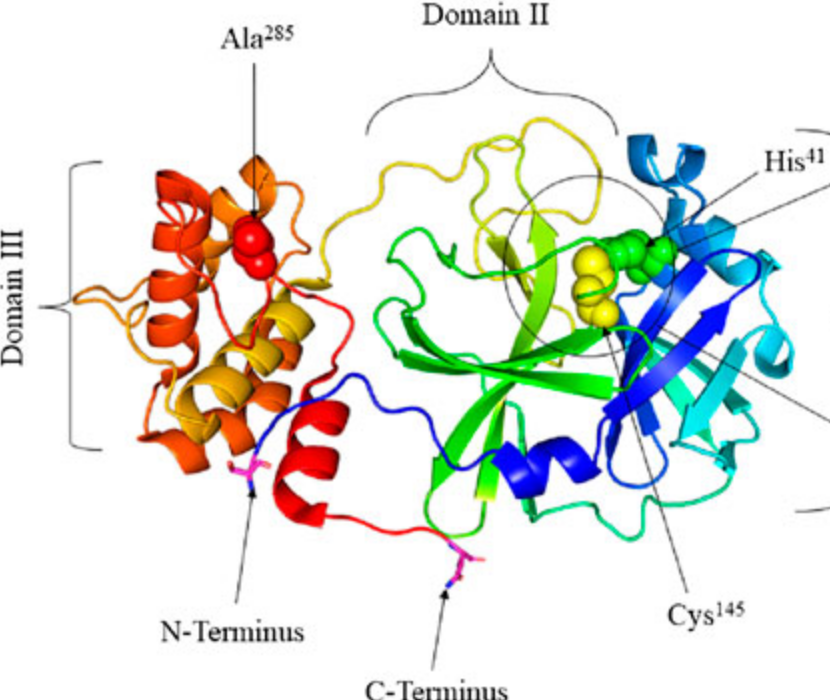 Domain II
Ala²⁸⁵
His⁴¹
Domain III
Cys¹⁴⁵
N-Terminus
C-Terminus